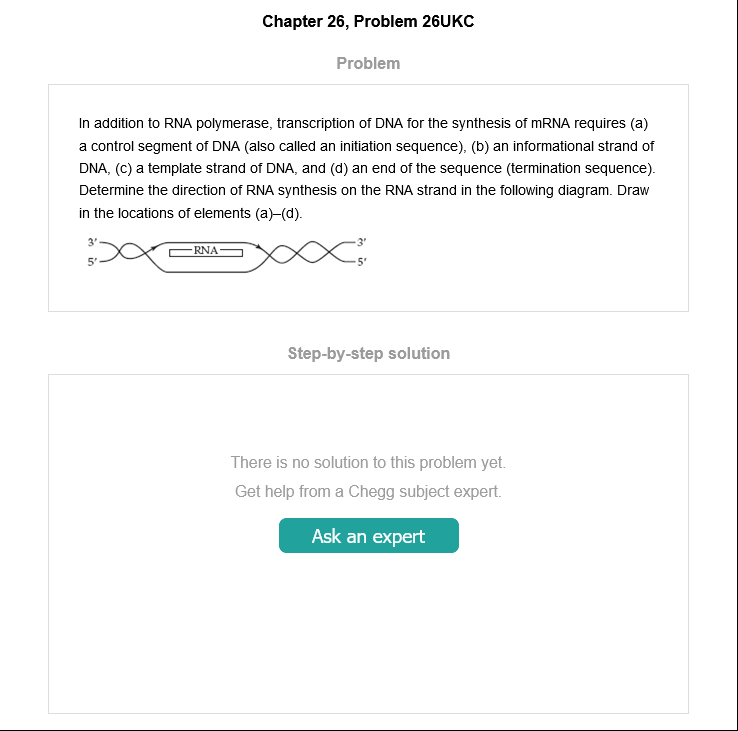 Chapter 26, Problem 26UKC
Problem
In addition to RNA polymerase, transcription of DNA for the synthesis of mRNA requires (a)
a control segment of DNA (also called an initiation sequence), (b) an informational strand of
DNA, (c) a template strand of DNA, and (d) an end of the sequence (termination sequence).
Determine the direction of RNA synthesis on the RNA strand in the following diagram. Draw
in the locations of elements (a)–(d).
3′ RNA 3′
5′ 5′
Step-by-step solution
There is no solution to this problem yet.
Get help from a Chegg subject expert.
Ask an expert